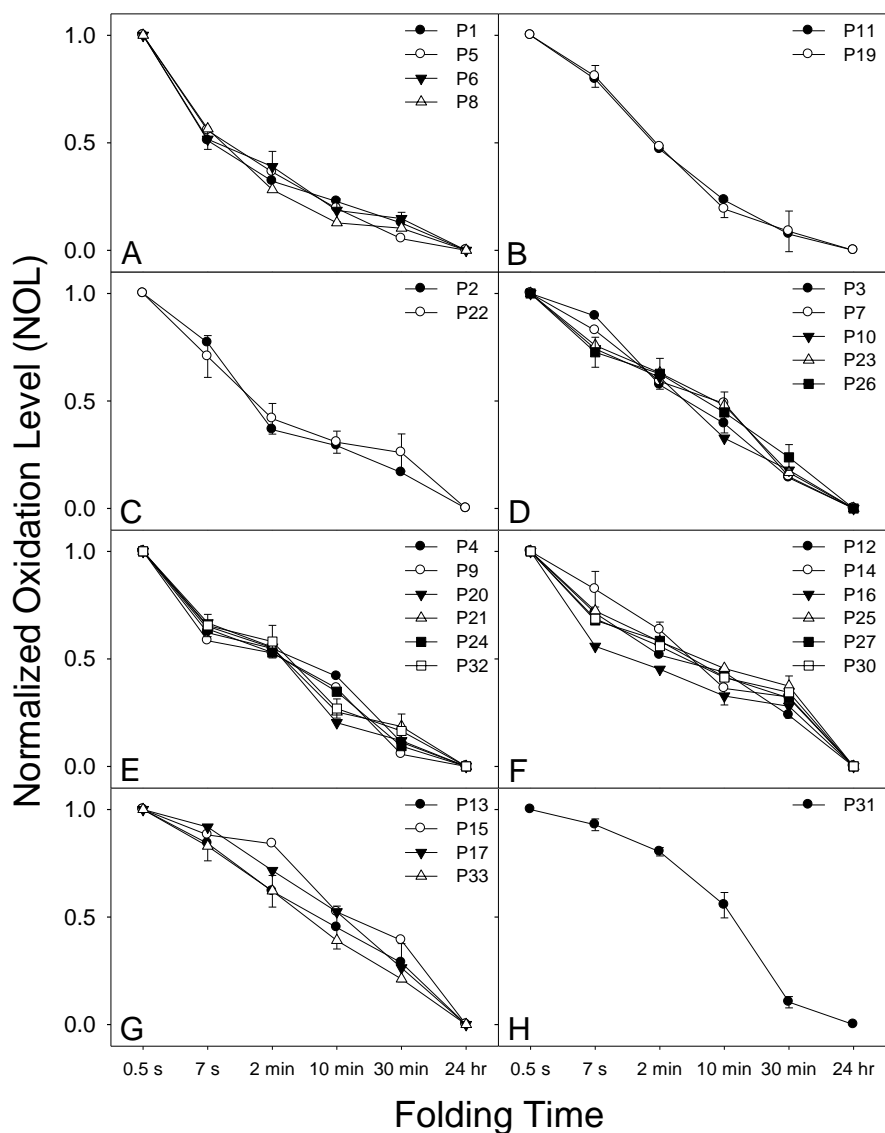 Normalized Oxidation Level (NOL)
1.0
0.5
0.0
A
P1
P5
P6
P8
B
P11
P19
1.0
0.5
0.0
C
P2
P22
D
P3
P7
P10
P23
P26
1.0
0.5
0.0
E
P4
P9
P20
P21
P24
P32
F
P12
P14
P16
P25
P27
P30
1.0
0.5
0.0
G
P13
P15
P17
P33
H
P31
0.5 s 7 s 2 min 10 min 30 min 24 hr
0.5 s 7 s 2 min 10 min 30 min 24 hr
Folding Time